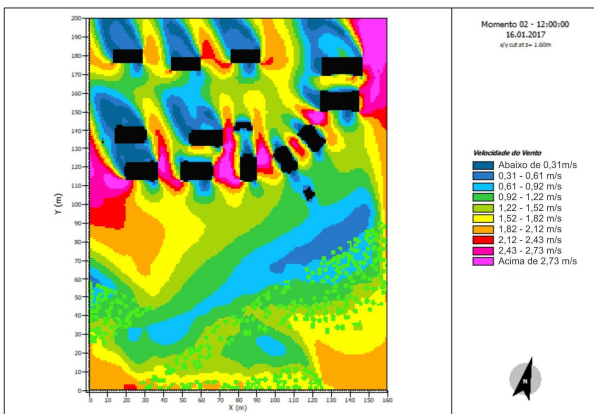 Momento 02 - 12:00:00
16.01.2017
x/y cut at z= 1.60m
Velocidade do Vento
Abaixo de 0,31m/s
0,31 - 0,61 m/s
0,61 - 0,92 m/s
0,92 - 1,22 m/s
1,22 - 1,52 m/s
1,52 - 1,82 m/s
1,82 - 2,12 m/s
2,12 - 2,43 m/s
2,43 - 2,73 m/s
Acima de 2,73 m/s
N
Y (m)
200
190
180
170
160
150
140
130
120
110
100
90
80
70
60
50
40
30
20
10
0
0 10 20 30 40 50 60 70 80 90 100 110 120 130 140 150 160
X (m)